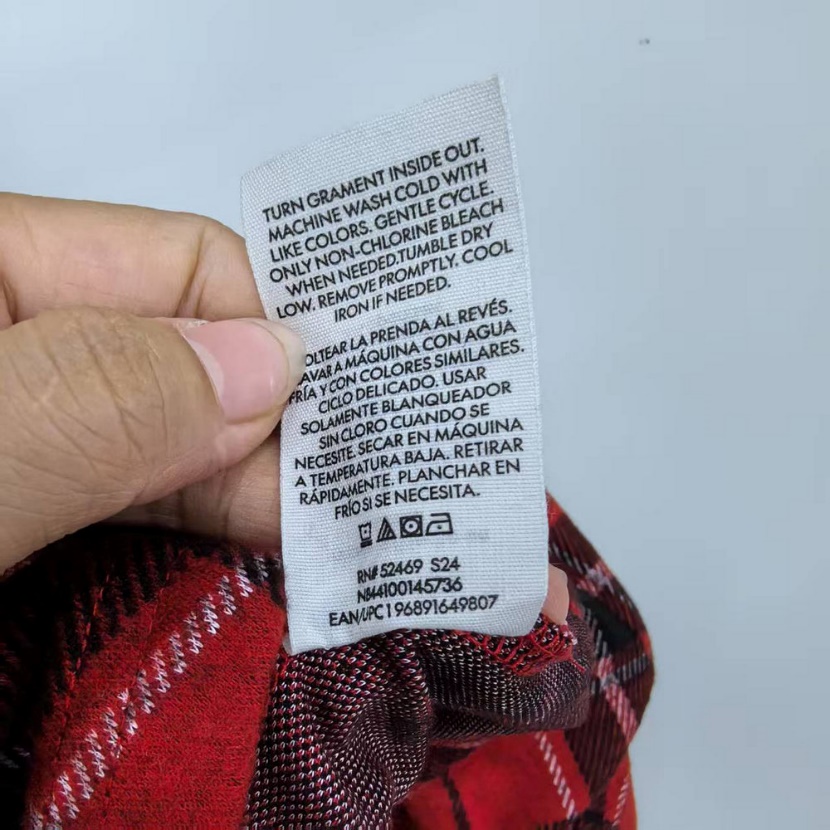 TURN GRAMENT INSIDE OUT.
MACHINE WASH COLD WITH
LIKE COLORS. GENTLE CYCLE.
ONLY NON-CHLORINE BLEACH
WHEN NEEDED.TUMBLE DRY
LOW. REMOVE PROMPTLY. COOL
IRON IF NEEDED.
OLTEAR LA PRENDA AL REVÉS.
AVAR A MÁQUINA CON AGUA
FRÍA Y CON COLORES SIMILARES.
CICLO DELICADO. USAR
SOLAMENTE BLANQUEADOR
SIN CLORO CUANDO SE
NECESITE. SECAR EN MÁQUINA
A TEMPERATURA BAJA. RETIRAR
RÁPIDAMENTE. PLANCHAR EN
FRÍO SI SE NECESITA.
RN# 52469 S24
NB44100145736
EAN/UPC196891649807